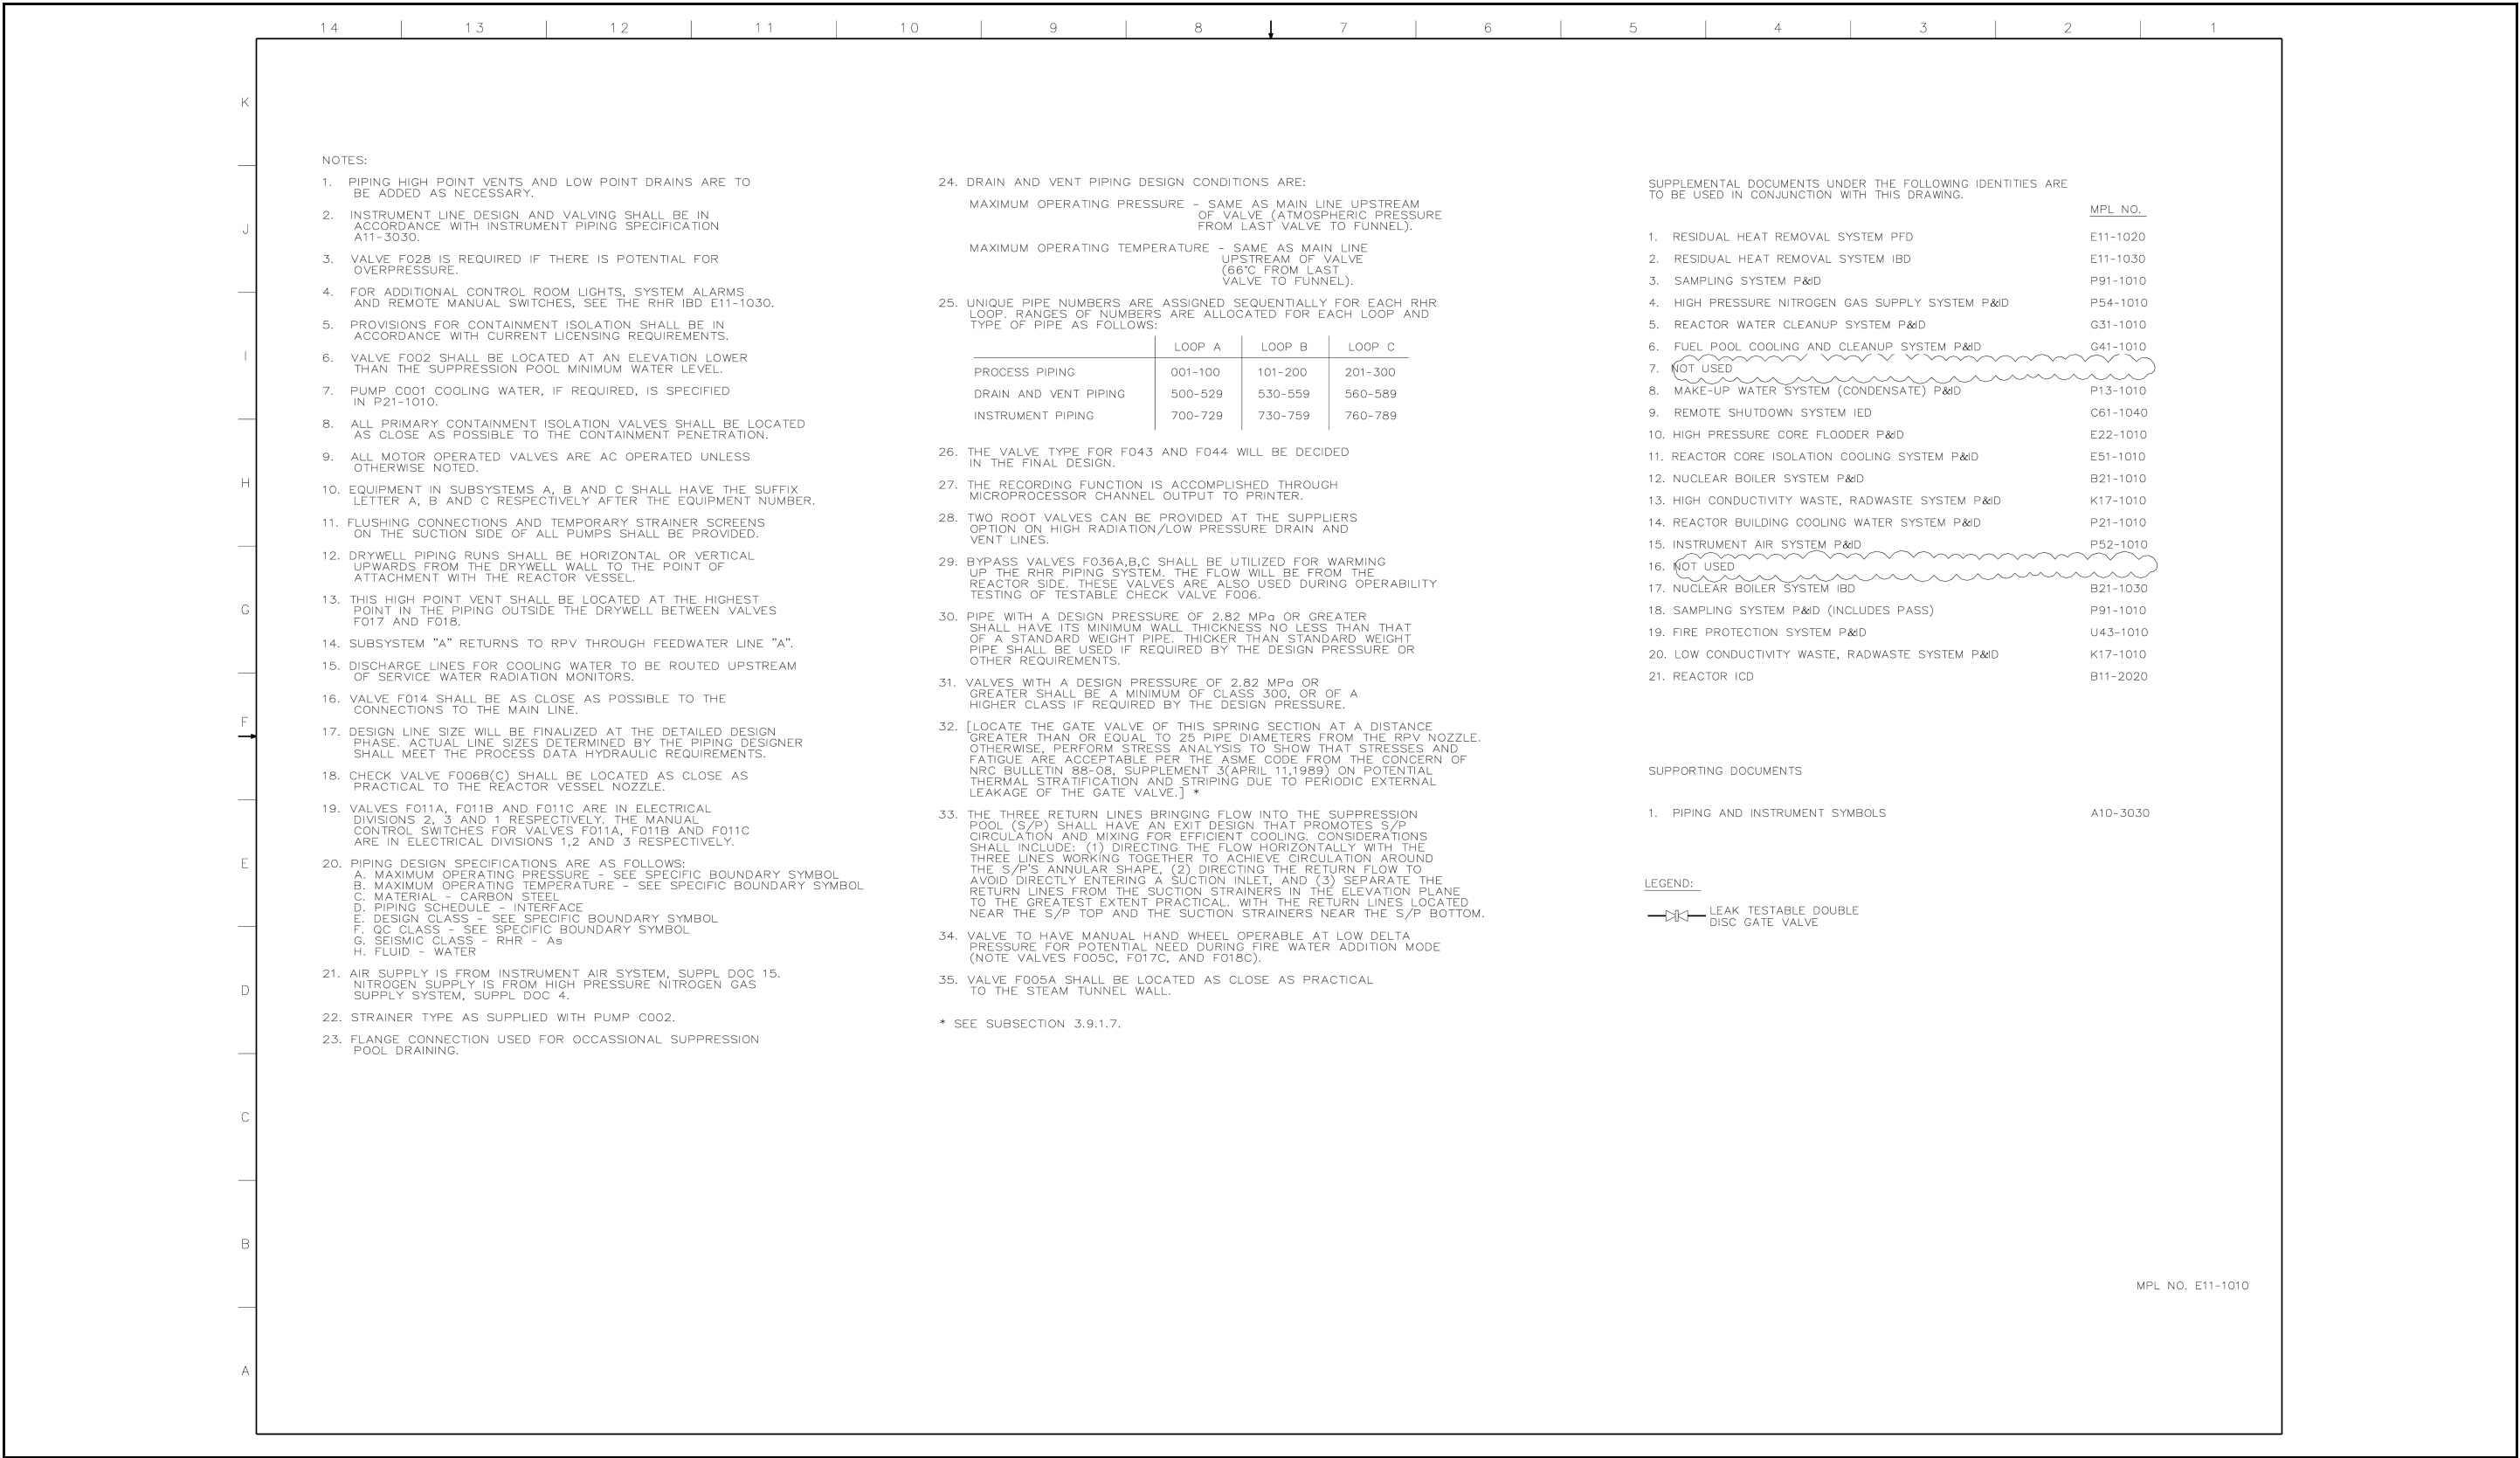 14 13 12 11 10 9 8 7 6 5 4 3 2 1
K
J
I
H
G
F
E
D
C
B
A
NOTES:
1. PIPING HIGH POINT VENTS AND LOW POINT DRAINS ARE TO
BE ADDED AS NECESSARY.
2. INSTRUMENT LINE DESIGN AND VALVING SHALL BE IN
ACCORDANCE WITH INSTRUMENT PIPING SPECIFICATION
A11-3030.
3. VALVE F028 IS REQUIRED IF THERE IS POTENTIAL FOR
OVERPRESSURE.
4. FOR ADDITIONAL CONTROL ROOM LIGHTS, SYSTEM ALARMS
AND REMOTE MANUAL SWITCHES, SEE THE RHR IBD E11-1030.
5. PROVISIONS FOR CONTAINMENT ISOLATION SHALL BE IN
ACCORDANCE WITH CURRENT LICENSING REQUIREMENTS.
6. VALVE F002 SHALL BE LOCATED AT AN ELEVATION LOWER
THAN THE SUPPRESSION POOL MINIMUM WATER LEVEL.
7. PUMP C001 COOLING WATER, IF REQUIRED, IS SPECIFIED
IN P21-1010.
8. ALL PRIMARY CONTAINMENT ISOLATION VALVES SHALL BE LOCATED
AS CLOSE AS POSSIBLE TO THE CONTAINMENT PENETRATION.
9. ALL MOTOR OPERATED VALVES ARE AC OPERATED UNLESS
OTHERWISE NOTED.
10. EQUIPMENT IN SUBSYSTEMS A, B AND C SHALL HAVE THE SUFFIX
LETTER A, B AND C RESPECTIVELY AFTER THE EQUIPMENT NUMBER.
11. FLUSHING CONNECTIONS AND TEMPORARY STRAINER SCREENS
ON THE SUCTION SIDE OF ALL PUMPS SHALL BE PROVIDED.
12. DRYWELL PIPING RUNS SHALL BE HORIZONTAL OR VERTICAL
UPWARDS FROM THE DRYWELL WALL TO THE POINT OF
ATTACHMENT WITH THE REACTOR VESSEL.
13. THIS HIGH POINT VENT SHALL BE LOCATED AT THE HIGHEST
POINT IN THE PIPING OUTSIDE THE DRYWELL BETWEEN VALVES
F017 AND F018.
14. SUBSYSTEM "A" RETURNS TO RPV THROUGH FEEDWATER LINE "A".
15. DISCHARGE LINES FOR COOLING WATER TO BE ROUTED UPSTREAM
OF SERVICE WATER RADIATION MONITORS.
16. VALVE F014 SHALL BE AS CLOSE AS POSSIBLE TO THE
CONNECTIONS TO THE MAIN LINE.
17. DESIGN LINE SIZE WILL BE FINALIZED AT THE DETAILED DESIGN
PHASE. ACTUAL LINE SIZES DETERMINED BY THE PIPING DESIGNER
SHALL MEET THE PROCESS DATA HYDRAULIC REQUIREMENTS.
18. CHECK VALVE F006B(C) SHALL BE LOCATED AS CLOSE AS
PRACTICAL TO THE REACTOR VESSEL NOZZLE.
19. VALVES F011A, F011B AND F011C ARE IN ELECTRICAL
DIVISIONS 2, 3 AND 1 RESPECTIVELY. THE MANUAL
CONTROL SWITCHES FOR VALVES F011A, F011B AND F011C
ARE IN ELECTRICAL DIVISIONS 1,2 AND 3 RESPECTIVELY.
20. PIPING DESIGN SPECIFICATIONS ARE AS FOLLOWS:
A. MAXIMUM OPERATING PRESSURE - SEE SPECIFIC BOUNDARY SYMBOL
B. MAXIMUM OPERATING TEMPERATURE - SEE SPECIFIC BOUNDARY SYMBOL
C. MATERIAL - CARBON STEEL
D. PIPING SCHEDULE - INTERFACE
E. DESIGN CLASS - SEE SPECIFIC BOUNDARY SYMBOL
F. QC CLASS - SEE SPECIFIC BOUNDARY SYMBOL
G. SEISMIC CLASS - RHR - As
H. FLUID - WATER
21. AIR SUPPLY IS FROM INSTRUMENT AIR SYSTEM, SUPPL DOC 15.
NITROGEN SUPPLY IS FROM HIGH PRESSURE NITROGEN GAS
SUPPLY SYSTEM, SUPPL DOC 4.
22. STRAINER TYPE AS SUPPLIED WITH PUMP C002.
23. FLANGE CONNECTION USED FOR OCCASSIONAL SUPPRESSION
POOL DRAINING.
24. DRAIN AND VENT PIPING DESIGN CONDITIONS ARE:
MAXIMUM OPERATING PRESSURE - SAME AS MAIN LINE UPSTREAM
OF VALVE (ATMOSPHERIC PRESSURE
FROM LAST VALVE TO FUNNEL).
MAXIMUM OPERATING TEMPERATURE - SAME AS MAIN LINE
UPSTREAM OF VALVE
(66°C FROM LAST
VALVE TO FUNNEL).
25. UNIQUE PIPE NUMBERS ARE ASSIGNED SEQUENTIALLY FOR EACH RHR
LOOP. RANGES OF NUMBERS ARE ALLOCATED FOR EACH LOOP AND
TYPE OF PIPE AS FOLLOWS:
LOOP A LOOP B LOOP C
PROCESS PIPING 001-100 101-200 201-300
DRAIN AND VENT PIPING 500-529 530-559 560-589
INSTRUMENT PIPING 700-729 730-759 760-789
26. THE VALVE TYPE FOR F043 AND F044 WILL BE DECIDED
IN THE FINAL DESIGN.
27. THE RECORDING FUNCTION IS ACCOMPLISHED THROUGH
MICROPROCESSOR CHANNEL OUTPUT TO PRINTER.
28. TWO ROOT VALVES CAN BE PROVIDED AT THE SUPPLIERS
OPTION ON HIGH RADIATION/LOW PRESSURE DRAIN AND
VENT LINES.
29. BYPASS VALVES F036A,B,C SHALL BE UTILIZED FOR WARMING
UP THE RHR PIPING SYSTEM. THE FLOW WILL BE FROM THE
REACTOR SIDE. THESE VALVES ARE ALSO USED DURING OPERABILITY
TESTING OF TESTABLE CHECK VALVE F006.
30. PIPE WITH A DESIGN PRESSURE OF 2.82 MPa OR GREATER
SHALL HAVE ITS MINIMUM WALL THICKNESS NO LESS THAN THAT
OF A STANDARD WEIGHT PIPE. THICKER THAN STANDARD WEIGHT
PIPE SHALL BE USED IF REQUIRED BY THE DESIGN PRESSURE OR
OTHER REQUIREMENTS.
31. VALVES WITH A DESIGN PRESSURE OF 2.82 MPa OR
GREATER SHALL BE A MINIMUM OF CLASS 300, OR OF A
HIGHER CLASS IF REQUIRED BY THE DESIGN PRESSURE.
32. [LOCATE THE GATE VALVE OF THIS SPRING SECTION AT A DISTANCE
GREATER THAN OR EQUAL TO 25 PIPE DIAMETERS FROM THE RPV NOZZLE.
OTHERWISE, PERFORM STRESS ANALYSIS TO SHOW THAT STRESSES AND
FATIGUE ARE ACCEPTABLE PER THE ASME CODE FROM THE CONCERN OF
NRC BULLETIN 88-08, SUPPLEMENT 3(APRIL 11,1989) ON POTENTIAL
THERMAL STRATIFICATION AND STRIPING DUE TO PERIODIC EXTERNAL
LEAKAGE OF THE GATE VALVE.] *
33. THE THREE RETURN LINES BRINGING FLOW INTO THE SUPPRESSION
POOL (S/P) SHALL HAVE AN EXIT DESIGN THAT PROMOTES S/P
CIRCULATION AND MIXING FOR EFFICIENT COOLING. CONSIDERATIONS
SHALL INCLUDE: (1) DIRECTING THE FLOW HORIZONTALLY WITH THE
THREE LINES WORKING TOGETHER TO ACHIEVE CIRCULATION AROUND
THE S/P'S ANNULAR SHAPE, (2) DIRECTING THE RETURN FLOW TO
AVOID DIRECTLY ENTERING A SUCTION INLET, AND (3) SEPARATE THE
RETURN LINES FROM THE SUCTION STRAINERS IN THE ELEVATION PLANE
TO THE GREATEST EXTENT PRACTICAL. WITH THE RETURN LINES LOCATED
NEAR THE S/P TOP AND THE SUCTION STRAINERS NEAR THE S/P BOTTOM.
34. VALVE TO HAVE MANUAL HAND WHEEL OPERABLE AT LOW DELTA
PRESSURE FOR POTENTIAL NEED DURING FIRE WATER ADDITION MODE
(NOTE VALVES F005C, F017C, AND F018C).
35. VALVE F005A SHALL BE LOCATED AS CLOSE AS PRACTICAL
TO THE STEAM TUNNEL WALL.
* SEE SUBSECTION 3.9.1.7.
SUPPLEMENTAL DOCUMENTS UNDER THE FOLLOWING IDENTITIES ARE
TO BE USED IN CONJUNCTION WITH THIS DRAWING.
MPL NO.
1. RESIDUAL HEAT REMOVAL SYSTEM PFD E11-1020
2. RESIDUAL HEAT REMOVAL SYSTEM IBD E11-1030
3. SAMPLING SYSTEM P&ID P91-1010
4. HIGH PRESSURE NITROGEN GAS SUPPLY SYSTEM P&ID P54-1010
5. REACTOR WATER CLEANUP SYSTEM P&ID G31-1010
6. FUEL POOL COOLING AND CLEANUP SYSTEM P&ID G41-1010
7. NOT USED
8. MAKE-UP WATER SYSTEM (CONDENSATE) P&ID P13-1010
9. REMOTE SHUTDOWN SYSTEM IED C61-1040
10. HIGH PRESSURE CORE FLOODER P&ID E22-1010
11. REACTOR CORE ISOLATION COOLING SYSTEM P&ID E51-1010
12. NUCLEAR BOILER SYSTEM P&ID B21-1010
13. HIGH CONDUCTIVITY WASTE, RADWASTE SYSTEM P&ID K17-1010
14. REACTOR BUILDING COOLING WATER SYSTEM P&ID P21-1010
15. INSTRUMENT AIR SYSTEM P&ID P52-1010
16. NOT USED
17. NUCLEAR BOILER SYSTEM IBD B21-1030
18. SAMPLING SYSTEM P&ID (INCLUDES PASS) P91-1010
19. FIRE PROTECTION SYSTEM P&ID U43-1010
20. LOW CONDUCTIVITY WASTE, RADWASTE SYSTEM P&ID K17-1010
21. REACTOR ICD B11-2020
SUPPORTING DOCUMENTS
1. PIPING AND INSTRUMENT SYMBOLS A10-3030
LEGEND:
LEAK TESTABLE DOUBLE
DISC GATE VALVE
MPL NO. E11-1010